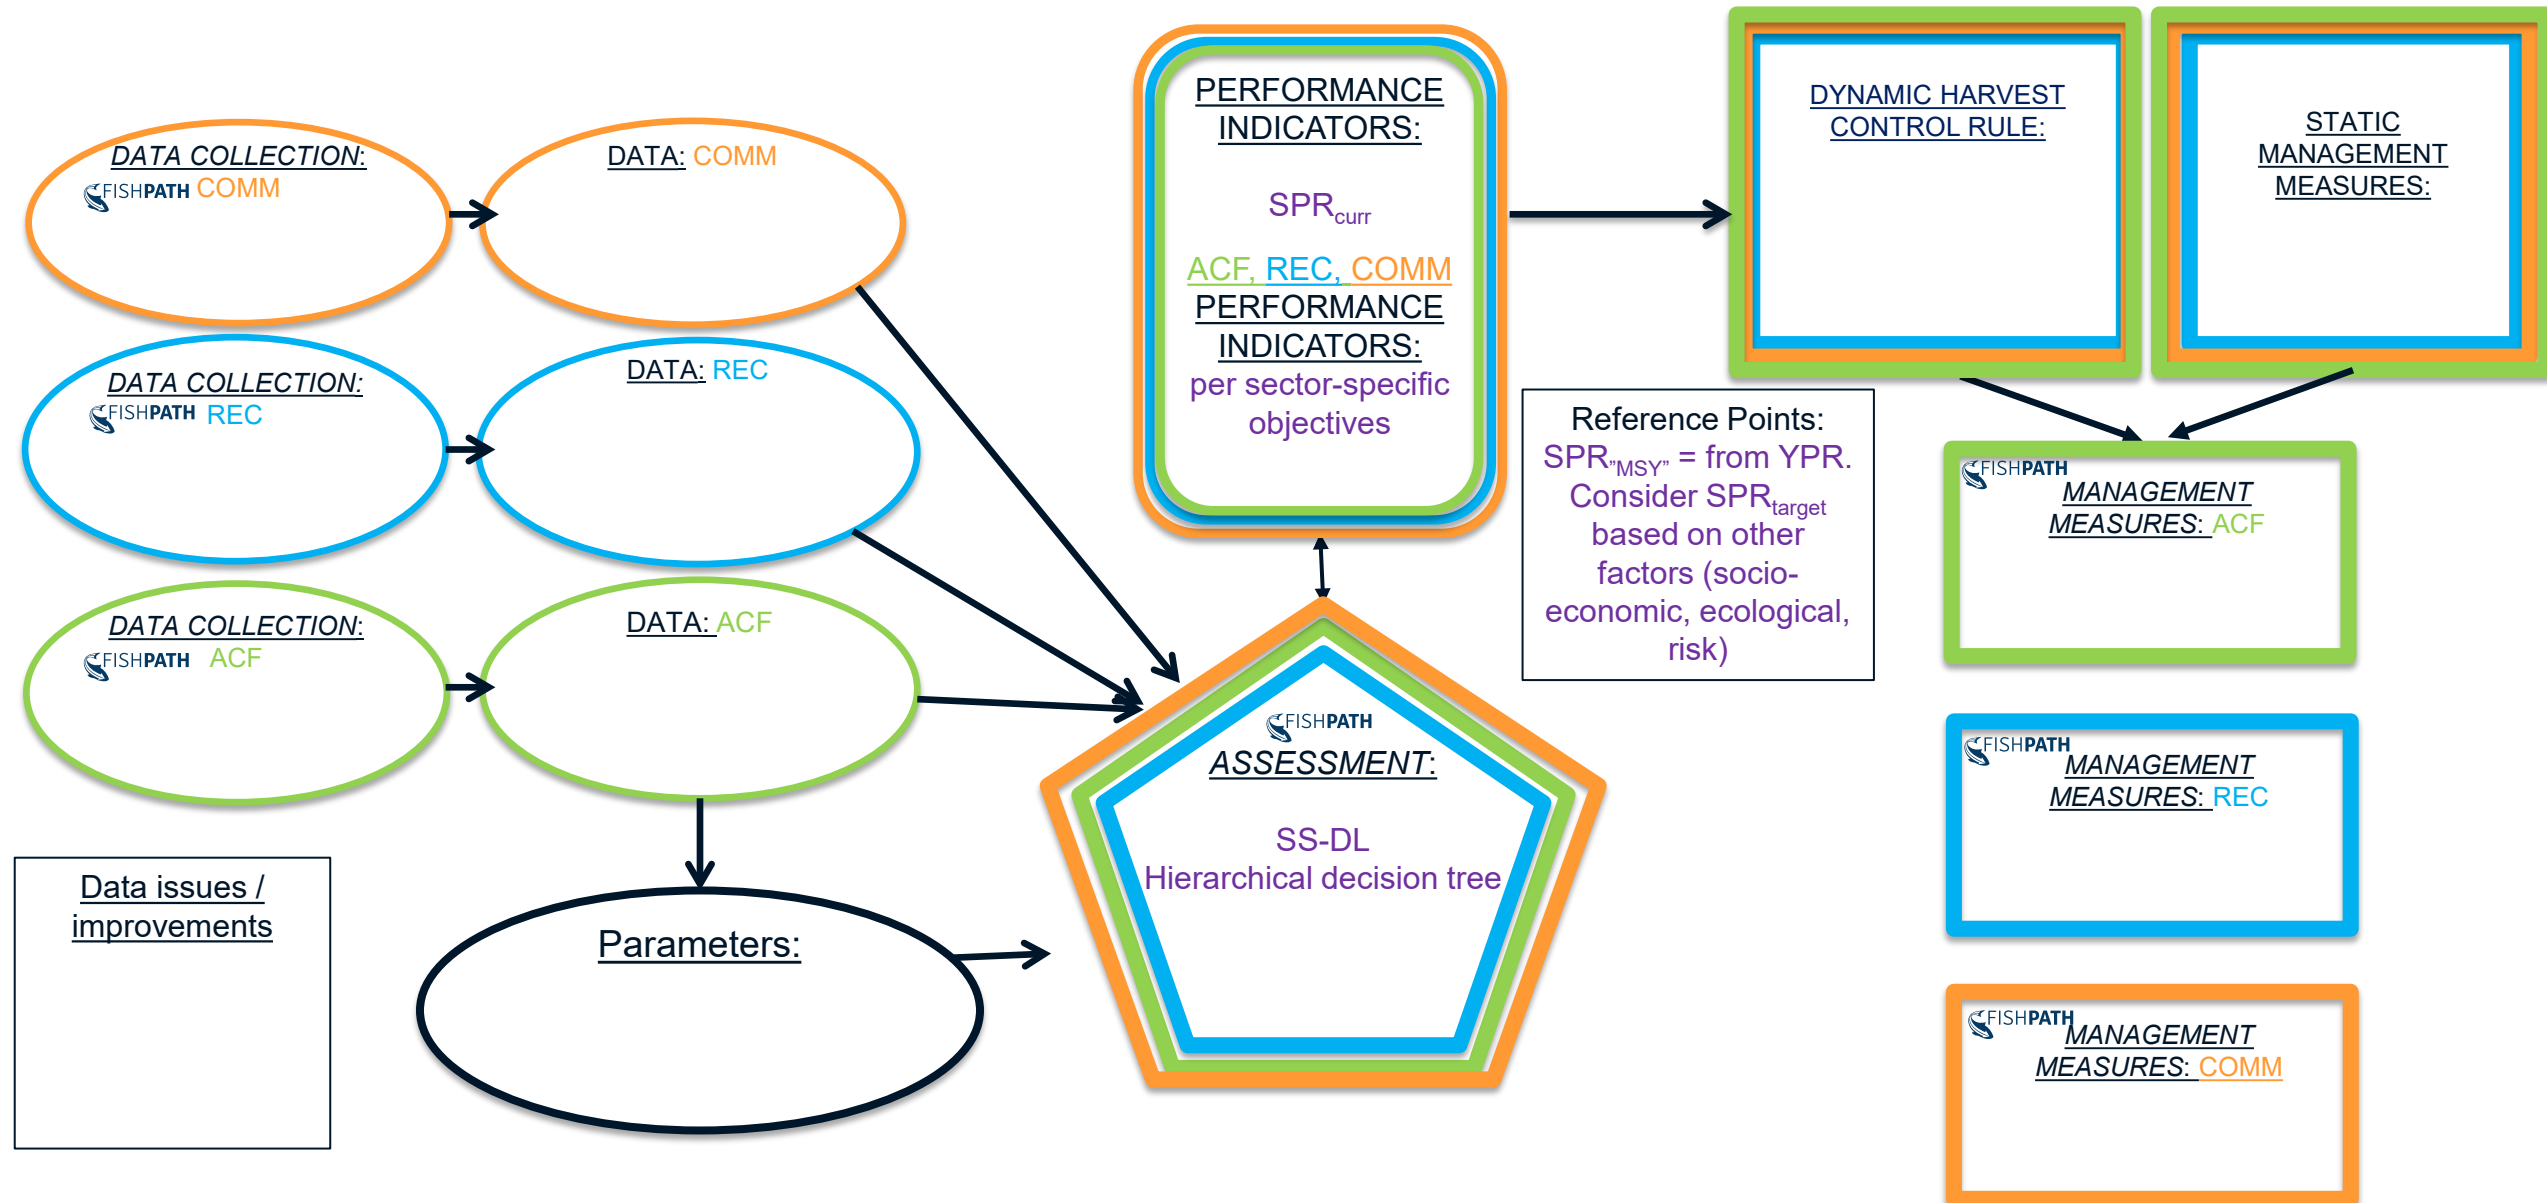 DATA COLLECTION:
FISHPATH COMM
DATA: COMM
DATA COLLECTION:
FISHPATH REC
DATA: REC
DATA COLLECTION:
FISHPATH ACF
DATA: ACF
Data issues /
improvements
Parameters:
PERFORMANCE
INDICATORS:
SPRcurr
ACF, REC, COMM
PERFORMANCE
INDICATORS:
per sector-specific
objectives
FISHPATH
ASSESSMENT:
SS-DL
Hierarchical decision tree
Reference Points:
SPR"MSY" = from YPR.
Consider SPRtarget
based on other
factors (socio-
economic, ecological,
risk)
DYNAMIC HARVEST
CONTROL RULE:
STATIC
MANAGEMENT
MEASURES:
FISHPATH
MANAGEMENT
MEASURES: ACF
FISHPATH
MANAGEMENT
MEASURES: REC
FISHPATH
MANAGEMENT
MEASURES: COMM